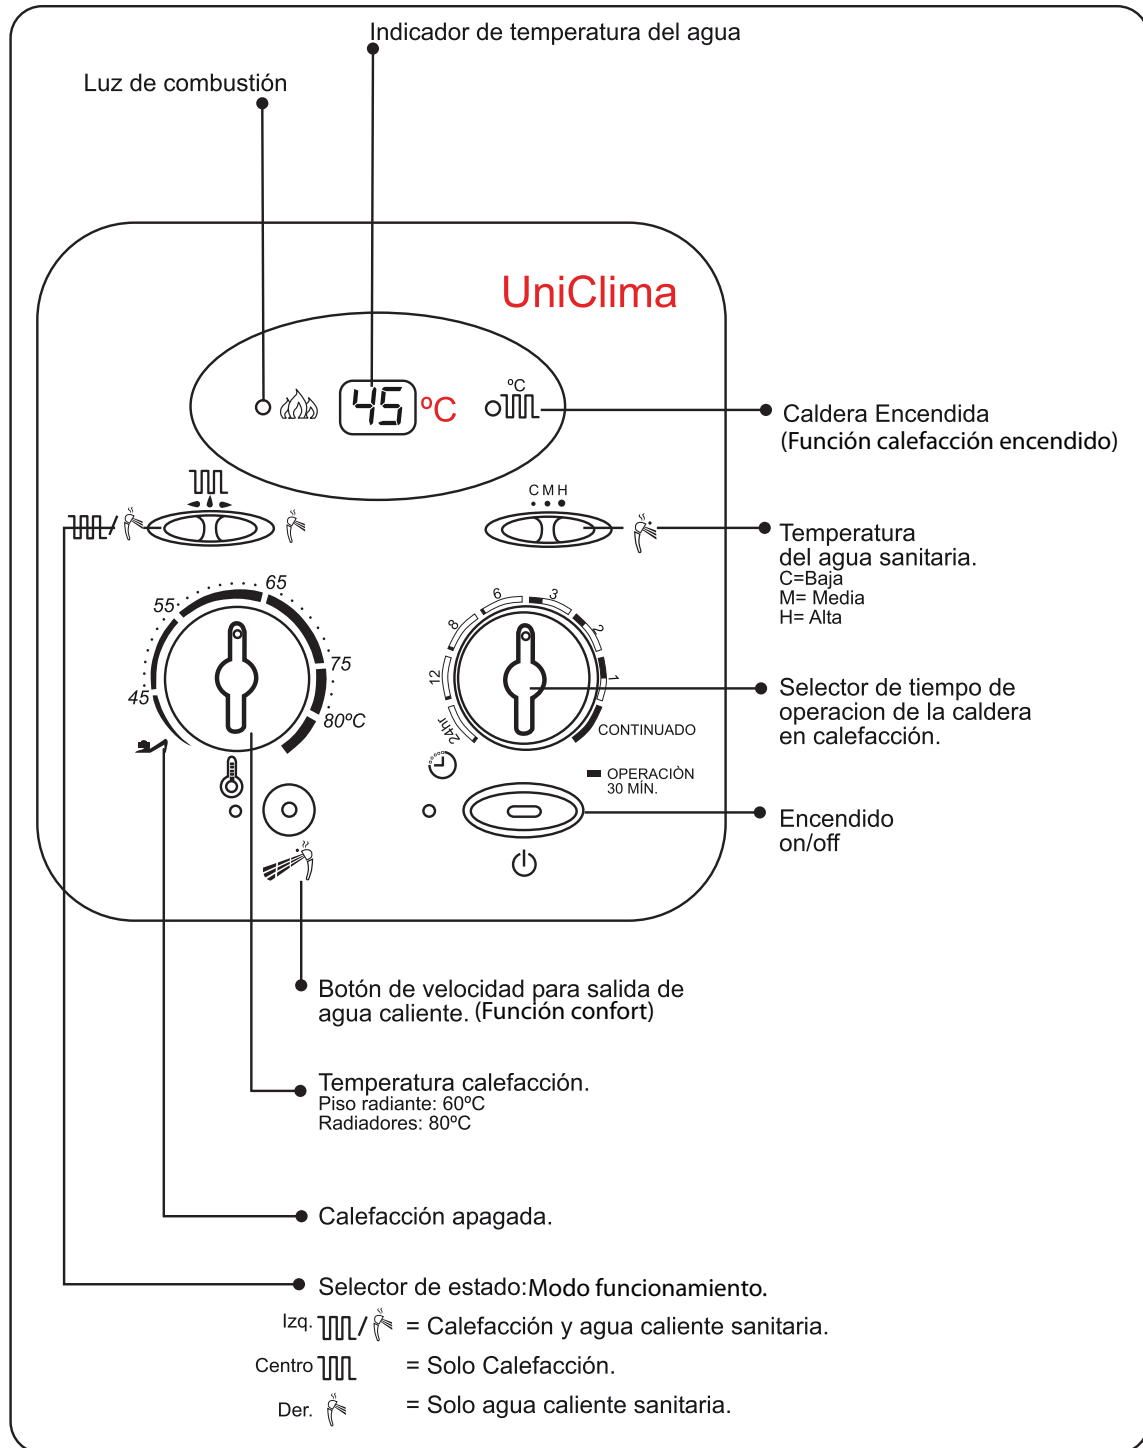 Indicador de temperatura del agua
Luz de combustión
UniClima
45 ºC
ºC
Caldera Encendida
(Función calefacción encendido)
C M H
Temperatura
del agua sanitaria.
C=Baja
M= Media
H= Alta
45
55
65
75
80ºC
24hr
12
8
6
3
2
1
CONTINUADO
Selector de tiempo de
operacion de la caldera
en calefacción.
OPERACIÒN
30 MÍN.
Encendido
on/off
Botón de velocidad para salida de
agua caliente. (Función confort)
Temperatura calefacción.
Piso radiante: 60ºC
Radiadores: 80ºC
Calefacción apagada.
Selector de estado:Modo funcionamiento.
Izq. / = Calefacción y agua caliente sanitaria.
Centro = Solo Calefacción.
Der. = Solo agua caliente sanitaria.